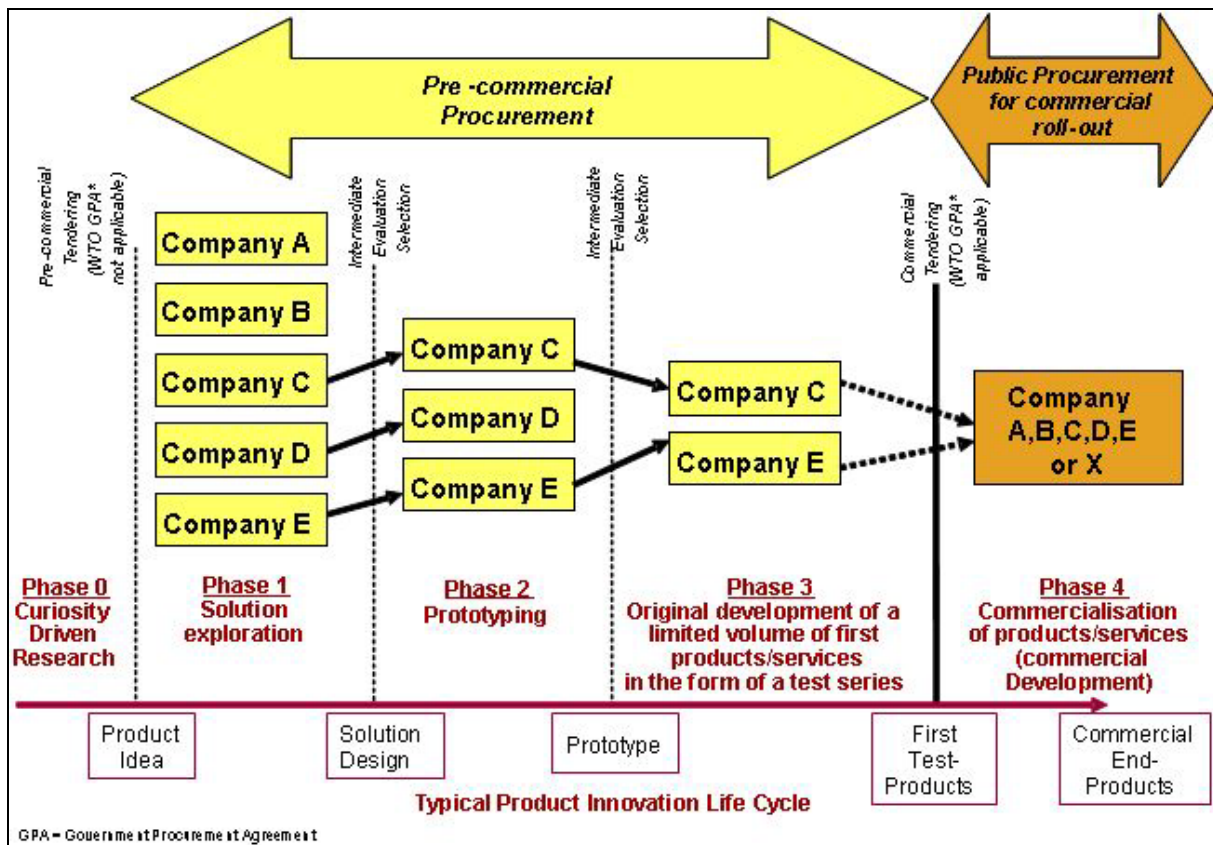 Pre -commercial
Procurement
Public Procurement
for commercial
roll-out
Pre-commercial
Tendering
(WTO GPA*
not applicable)
Intermediate
Evaluation
Selection
Intermediate
Evaluation
Selection
Commercial
Tendering
(WTO GPA*
applicable)
Company A
Company B
Company C
Company D
Company E
Company C
Company D
Company E
Company C
Company E
Company
A,B,C,D,E
or X
Phase 0
Curiosity
Driven
Research
Phase 1
Solution
exploration
Phase 2
Prototyping
Phase 3
Original development of a
limited volume of first
products/services
in the form of a test series
Phase 4
Commercialisation
of products/services
(commercial
Development)
Product
Idea
Solution
Design
Prototype
First
Test-
Products
Commercial
End-
Products
Typical Product Innovation Life Cycle
GPA = Government Procurement Agreement